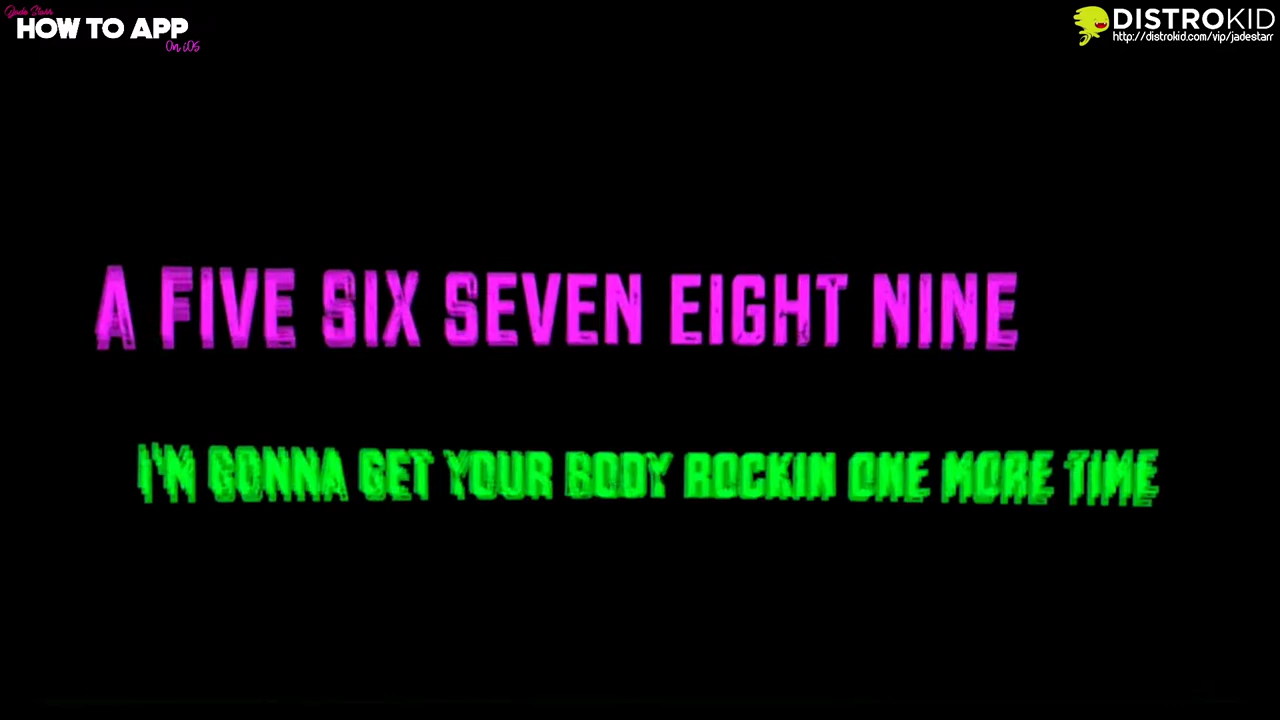 Jade Starr
HOW TO APP
On iOS
DISTROKID
http://distrokid.com/vip/jadestarr
A FIVE SIX SEVEN EIGHT NINE
I'M GONNA GET YOUR BODY ROCKIN ONE MORE TIME